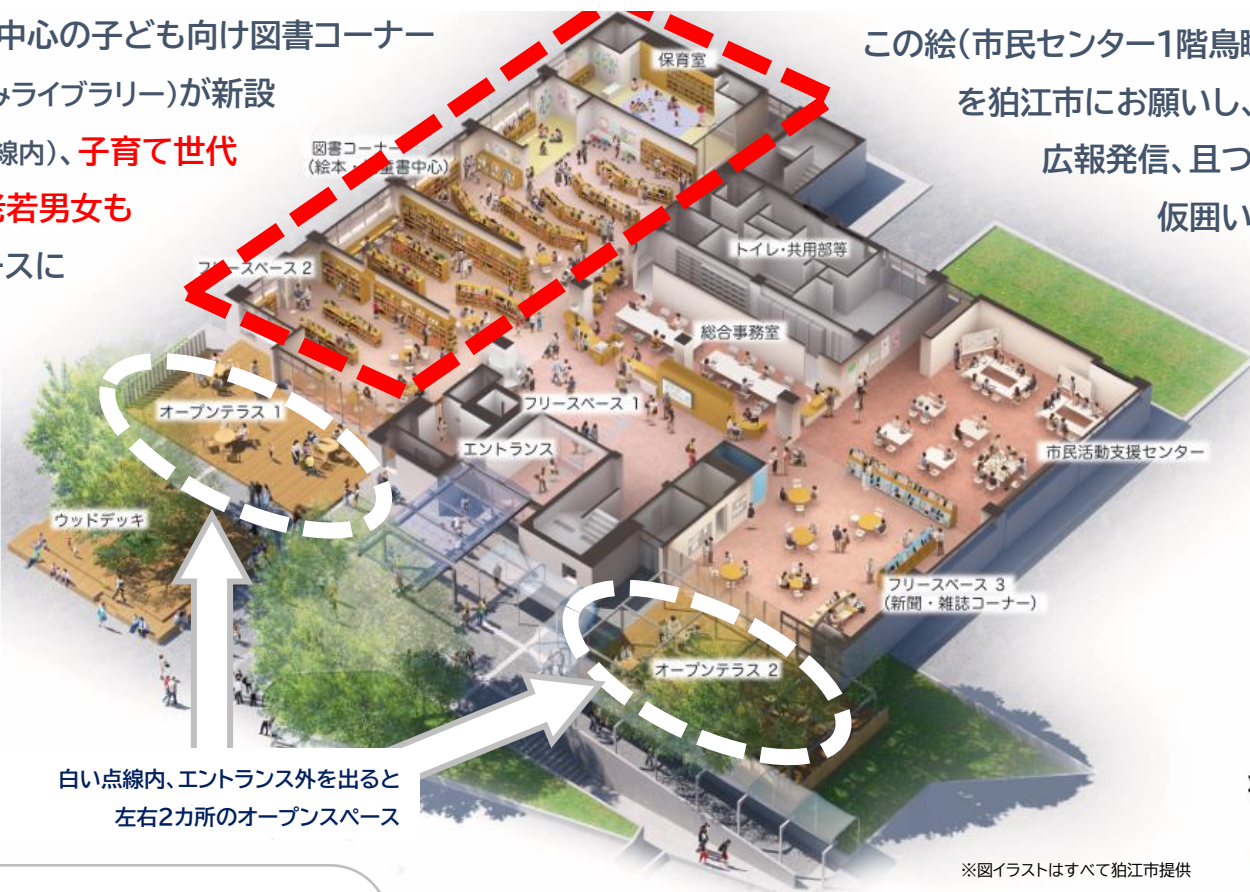 中心の子ども向け図書コーナー
みライブラリー)が新設
線内)、子育て世代
老若男女も
ースに
この絵(市民センター1階鳥瞰
を狛江市にお願いし、
広報発信、且つ
仮囲い
保育室
図書コーナー
(絵本・児童書中心)
フリースペース 2
トイレ・共用部等
総合事務室
オープンテラス 1
フリースペース 1
エントランス
市民活動支援センター
ウッドデッキ
フリースペース 3
(新聞・雑誌コーナー)
オープンテラス 2
白い点線内、エントランス外を出ると
左右2カ所のオープンスペース
※図イラストはすべて狛江市提供